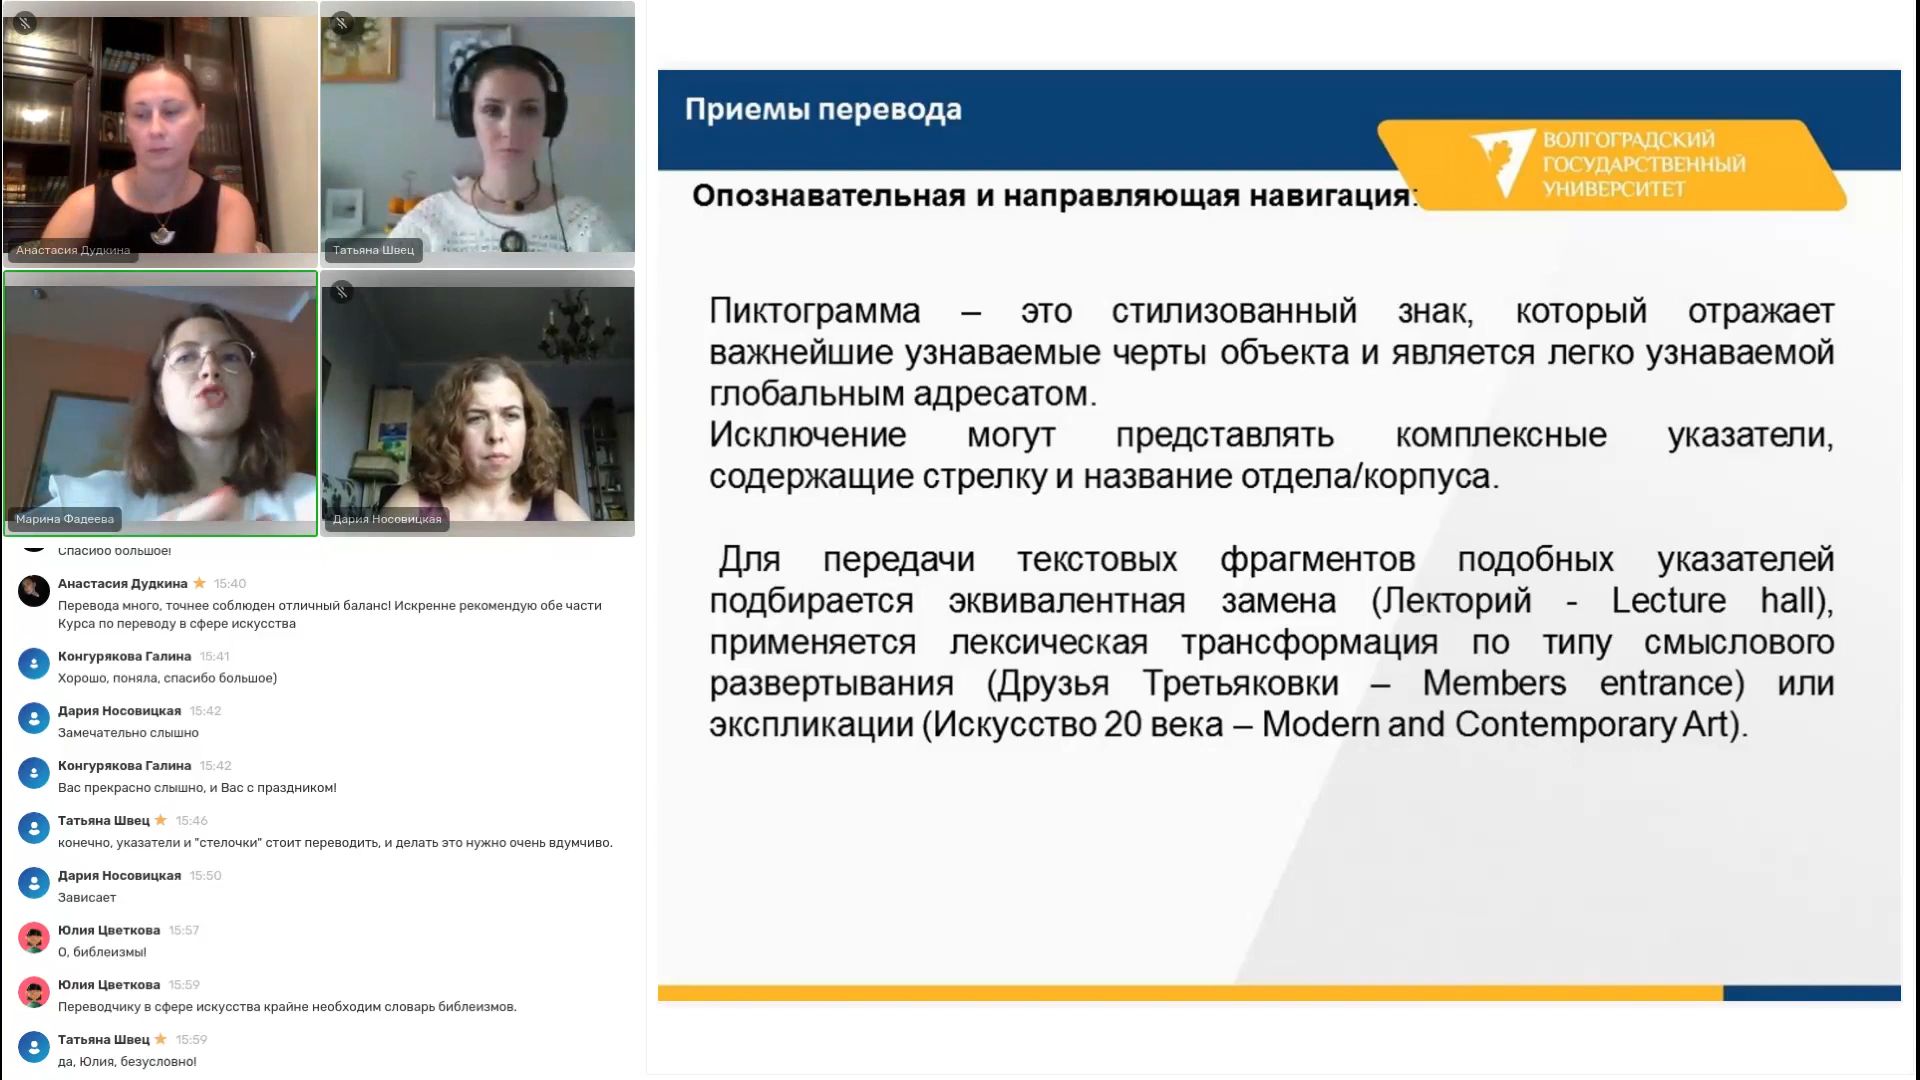 Анастасия Дудкина
Татьяна Швец
Марина Фадеева
Дария Носовицкая
Спасибо большое!
Анастасия Дудкина 15:40
Перевода много, точнее соблюден отличный баланс! Искренне рекомендую обе части
Курса по переводу в сфере искусства
Конгурякова Галина 15:41
Хорошо, поняла, спасибо большое)
Дария Носовицкая 15:42
Замечательно слышно
Конгурякова Галина 15:42
Вас прекрасно слышно, и Вас с праздником!
Татьяна Швец 15:46
конечно, указатели и "стелочки" стоит переводить, и делать это нужно очень вдумчиво.
Дария Носовицкая 15:50
Зависает
Юлия Цветкова 15:57
О, библеизмы!
Юлия Цветкова 15:59
Переводчику в сфере искусства крайне необходим словарь библеизмов.
Татьяна Швец 15:59
да, Юлия, безусловно!
Приемы перевода
ВОЛГОГРАДСКИЙ
ГОСУДАРСТВЕННЫЙ
УНИВЕРСИТЕТ
Опознавательная и направляющая навигация:
Пиктограмма – это стилизованный знак, который отражает
важнейшие узнаваемые черты объекта и является легко узнаваемой
глобальным адресатом.
Исключение могут представлять комплексные указатели,
содержащие стрелку и название отдела/корпуса.
Для передачи текстовых фрагментов подобных указателей
подбирается эквивалентная замена (Лекторий - Lecture hall),
применяется лексическая трансформация по типу смыслового
развертывания (Друзья Третьяковки – Members entrance) или
экспликации (Искусство 20 века – Modern and Contemporary Art).